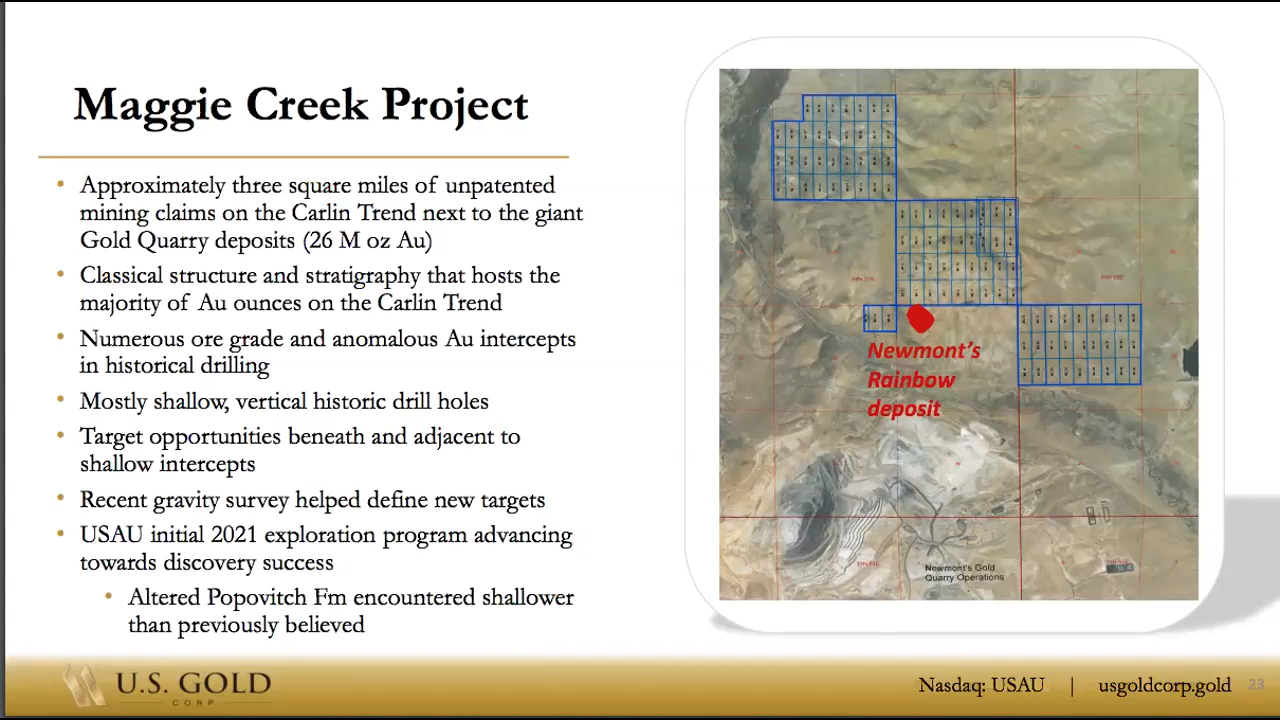 Maggie Creek Project
• Approximately three square miles of unpatented
mining claims on the Carlin Trend next to the giant
Gold Quarry deposits (26 M oz Au)
• Classical structure and stratigraphy that hosts the
majority of Au ounces on the Carlin Trend
• Numerous ore grade and anomalous Au intercepts
in historical drilling
• Mostly shallow, vertical historic drill holes
• Target opportunities beneath and adjacent to
shallow intercepts
• Recent gravity survey helped define new targets
• USAU initial 2021 exploration program advancing
towards discovery success
• Altered Popovitch Fm encountered shallower
than previously believed
Newmont's
Rainbow
deposit
Newmont's Gold
Quarry Operations
U.S. GOLD
CORP
Nasdaq: USAU | usgoldcorp.gold 23